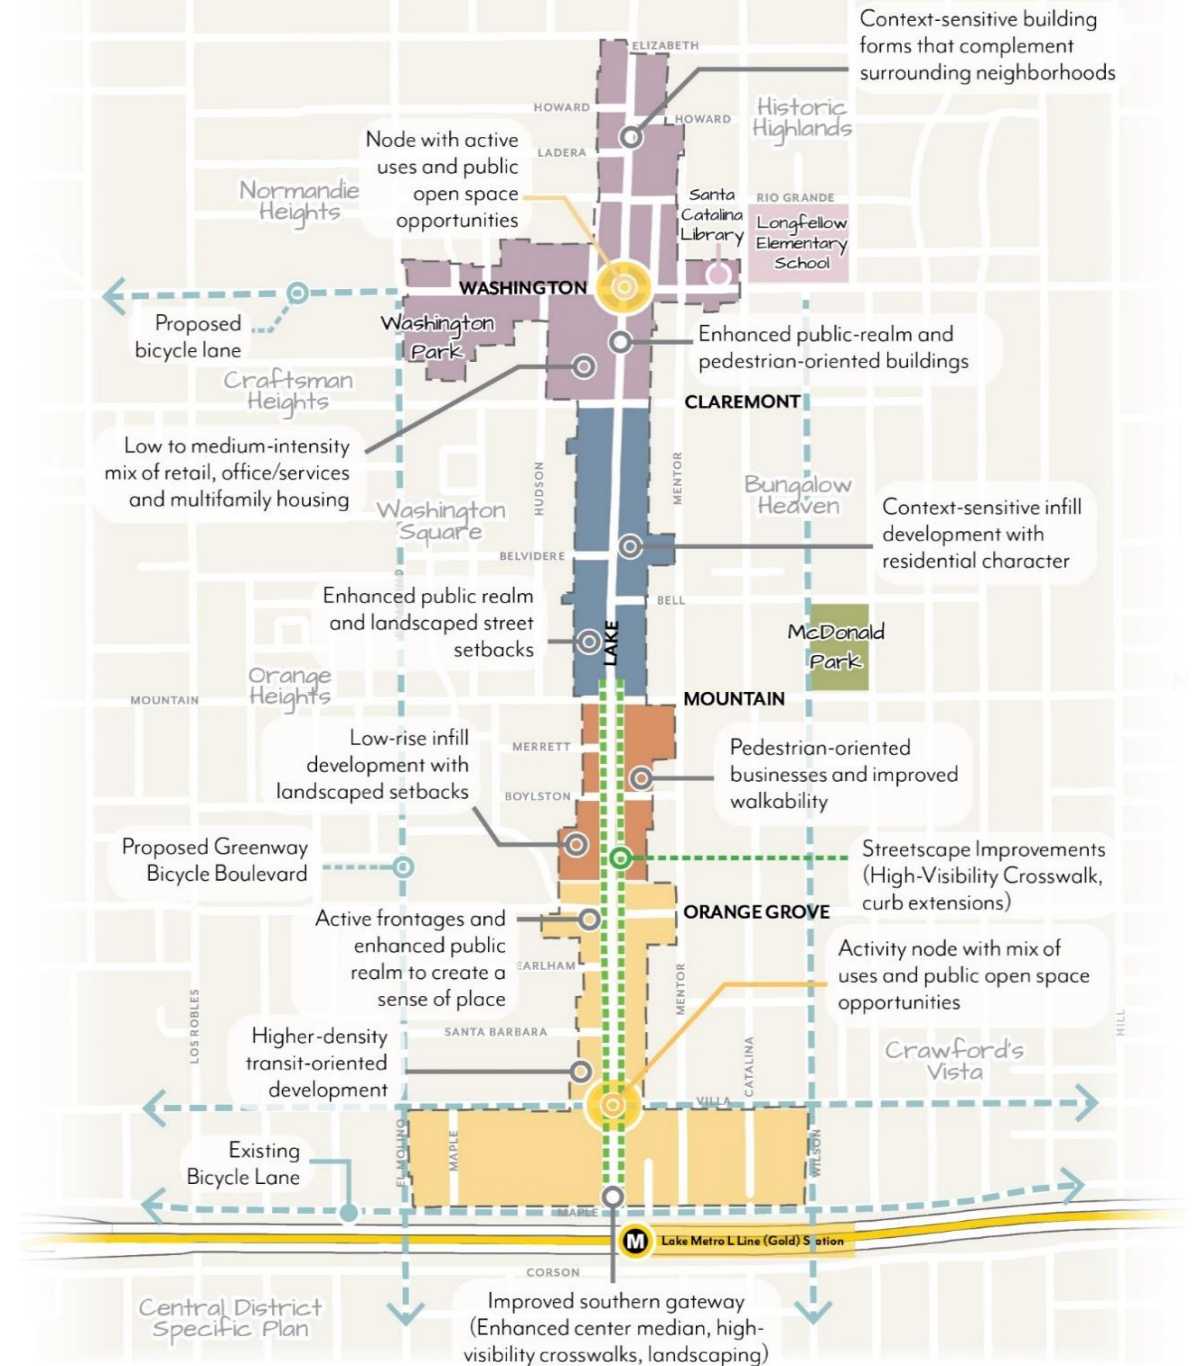 Context-sensitive building
forms that complement
surrounding neighborhoods
ELIZABETH
HOWARD
HOWARD
Historic
Highlands
LADERA
Node with active
uses and public
open space
opportunities
Normandie
Heights
Santa
Catalina
Library
RIO GRANDE
Longfellow
Elementary
School
WASHINGTON
Washington
Park
Proposed
bicycle lane
Enhanced public-realm and
pedestrian-oriented buildings
Craftsman
Heights
CLAREMONT
Low to medium-intensity
mix of retail, office/services
and multifamily housing
HUDSON
MENTOR
Bungalow
Heaven
Washington
Square
Context-sensitive infill
development with
residential character
BELVIDERE
Enhanced public realm
and landscaped street
setbacks
BELL
LAKE
McDonald
Park
Orange
Heights
MOUNTAIN
MOUNTAIN
Low-rise infill
development with
landscaped setbacks
MERRETT
Pedestrian-oriented
businesses and improved
walkability
BOYLSTON
Proposed Greenway
Bicycle Boulevard
Streetscape Improvements
(High-Visibility Crosswalk,
curb extensions)
Active frontages and
enhanced public
realm to create a
sense of place
ORANGE GROVE
Activity node with mix of
uses and public open space
opportunities
EARLHAM
MENTOR
LOS ROBLES
SANTA BARBARA
Higher-density
transit-oriented
development
CATALINA
HILL
Crawford's
Vista
VILLA
Existing
Bicycle Lane
EL MOLINO
MAPLE
WILSON
MAPLE
M
Lake Metro L Line (Gold) Station
CORSON
Central District
Specific Plan
Improved southern gateway
(Enhanced center median, high-
visibility crosswalks, landscaping)